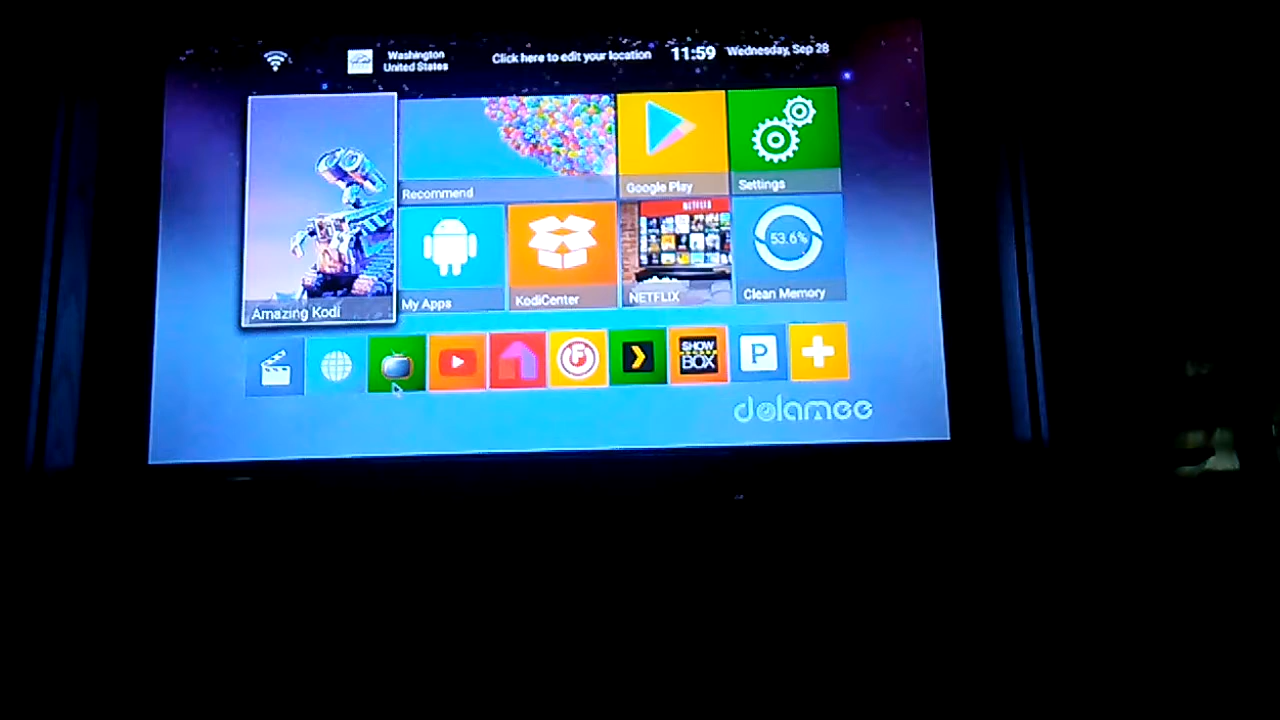 Washington
United States
Click here to edit your location
11:59
Wednesday, Sep 28
Recommend
Google Play
Settings
Amazing Kodi
My Apps
KodiCenter
NETFLIX
NETFLIX
53.6%
Clean Memory
F
SHOW
BOX
P
dolamee